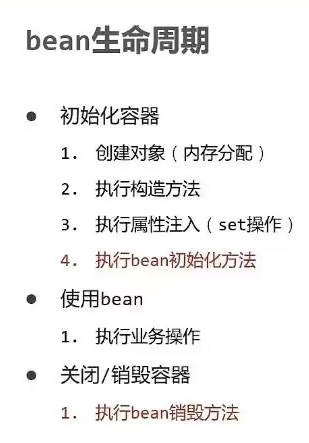 bean生命周期
● 初始化容器
1. 创建对象（内存分配）
2. 执行构造方法
3. 执行属性注入（set操作）
4. 执行bean初始化方法
● 使用bean
1. 执行业务操作
● 关闭/销毁容器
1. 执行bean销毁方法